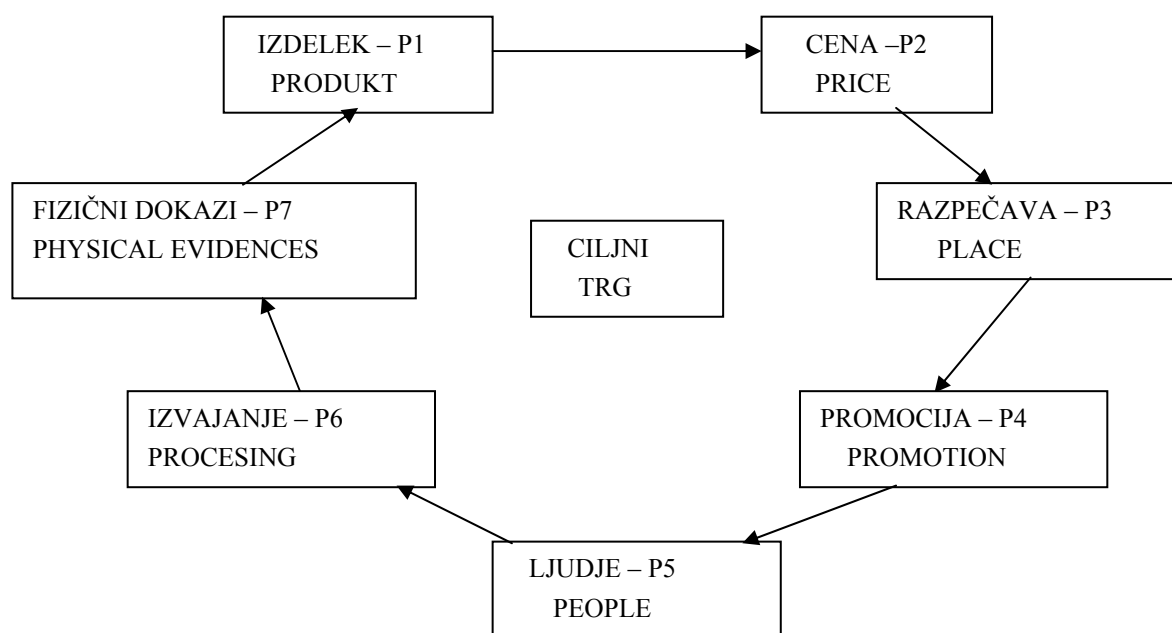 IZDELEK – P1
PRODUKT
CENA –P2
PRICE
FIZIČNI DOKAZI – P7
PHYSICAL EVIDENCES
CILJNI
TRG
RAZPEČAVA – P3
PLACE
IZVAJANJE – P6
PROCESING
PROMOCIJA – P4
PROMOTION
LJUDJE – P5
PEOPLE